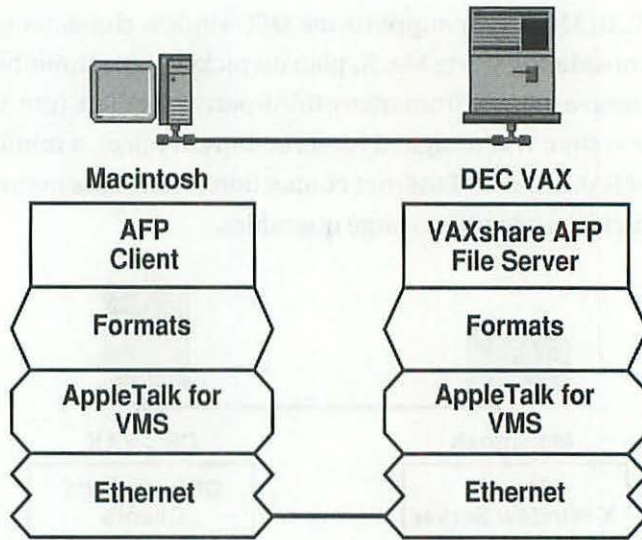 Macintosh
DEC VAX
AFP
Client
VAXshare AFP
File Server
Formats
Formats
AppleTalk for
VMS
AppleTalk for
VMS
Ethernet
Ethernet